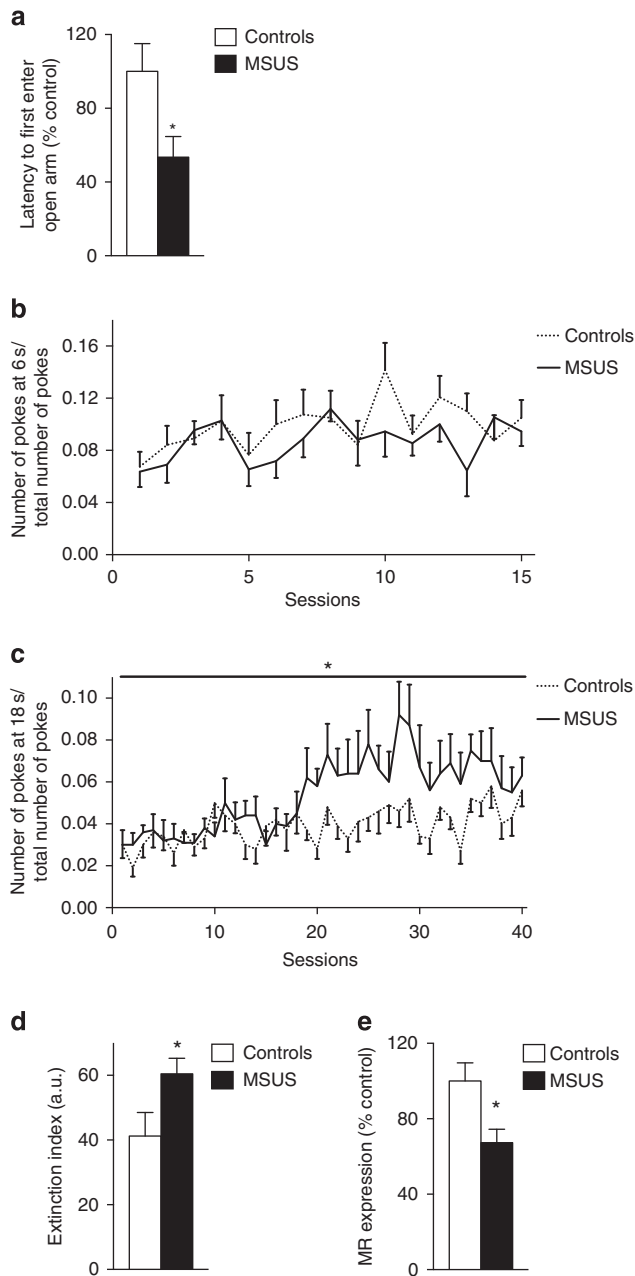 a
Latency to first enter
open arm (% control)
120
80
40
0
Controls
MSUS
*
b
Number of pokes at 6 s/
total number of pokes
0.16
0.12
0.08
0.04
0.00
0
5
10
15
Sessions
Controls
MSUS
c
Number of pokes at 18 s/
total number of pokes
*
0.10
0.08
0.06
0.04
0.02
0.00
0
10
20
30
40
Sessions
Controls
MSUS
d
Extinction index (a.u.)
60
40
20
0
*
Controls
MSUS
e
MR expression (% control)
120
80
40
0
*
Controls
MSUS